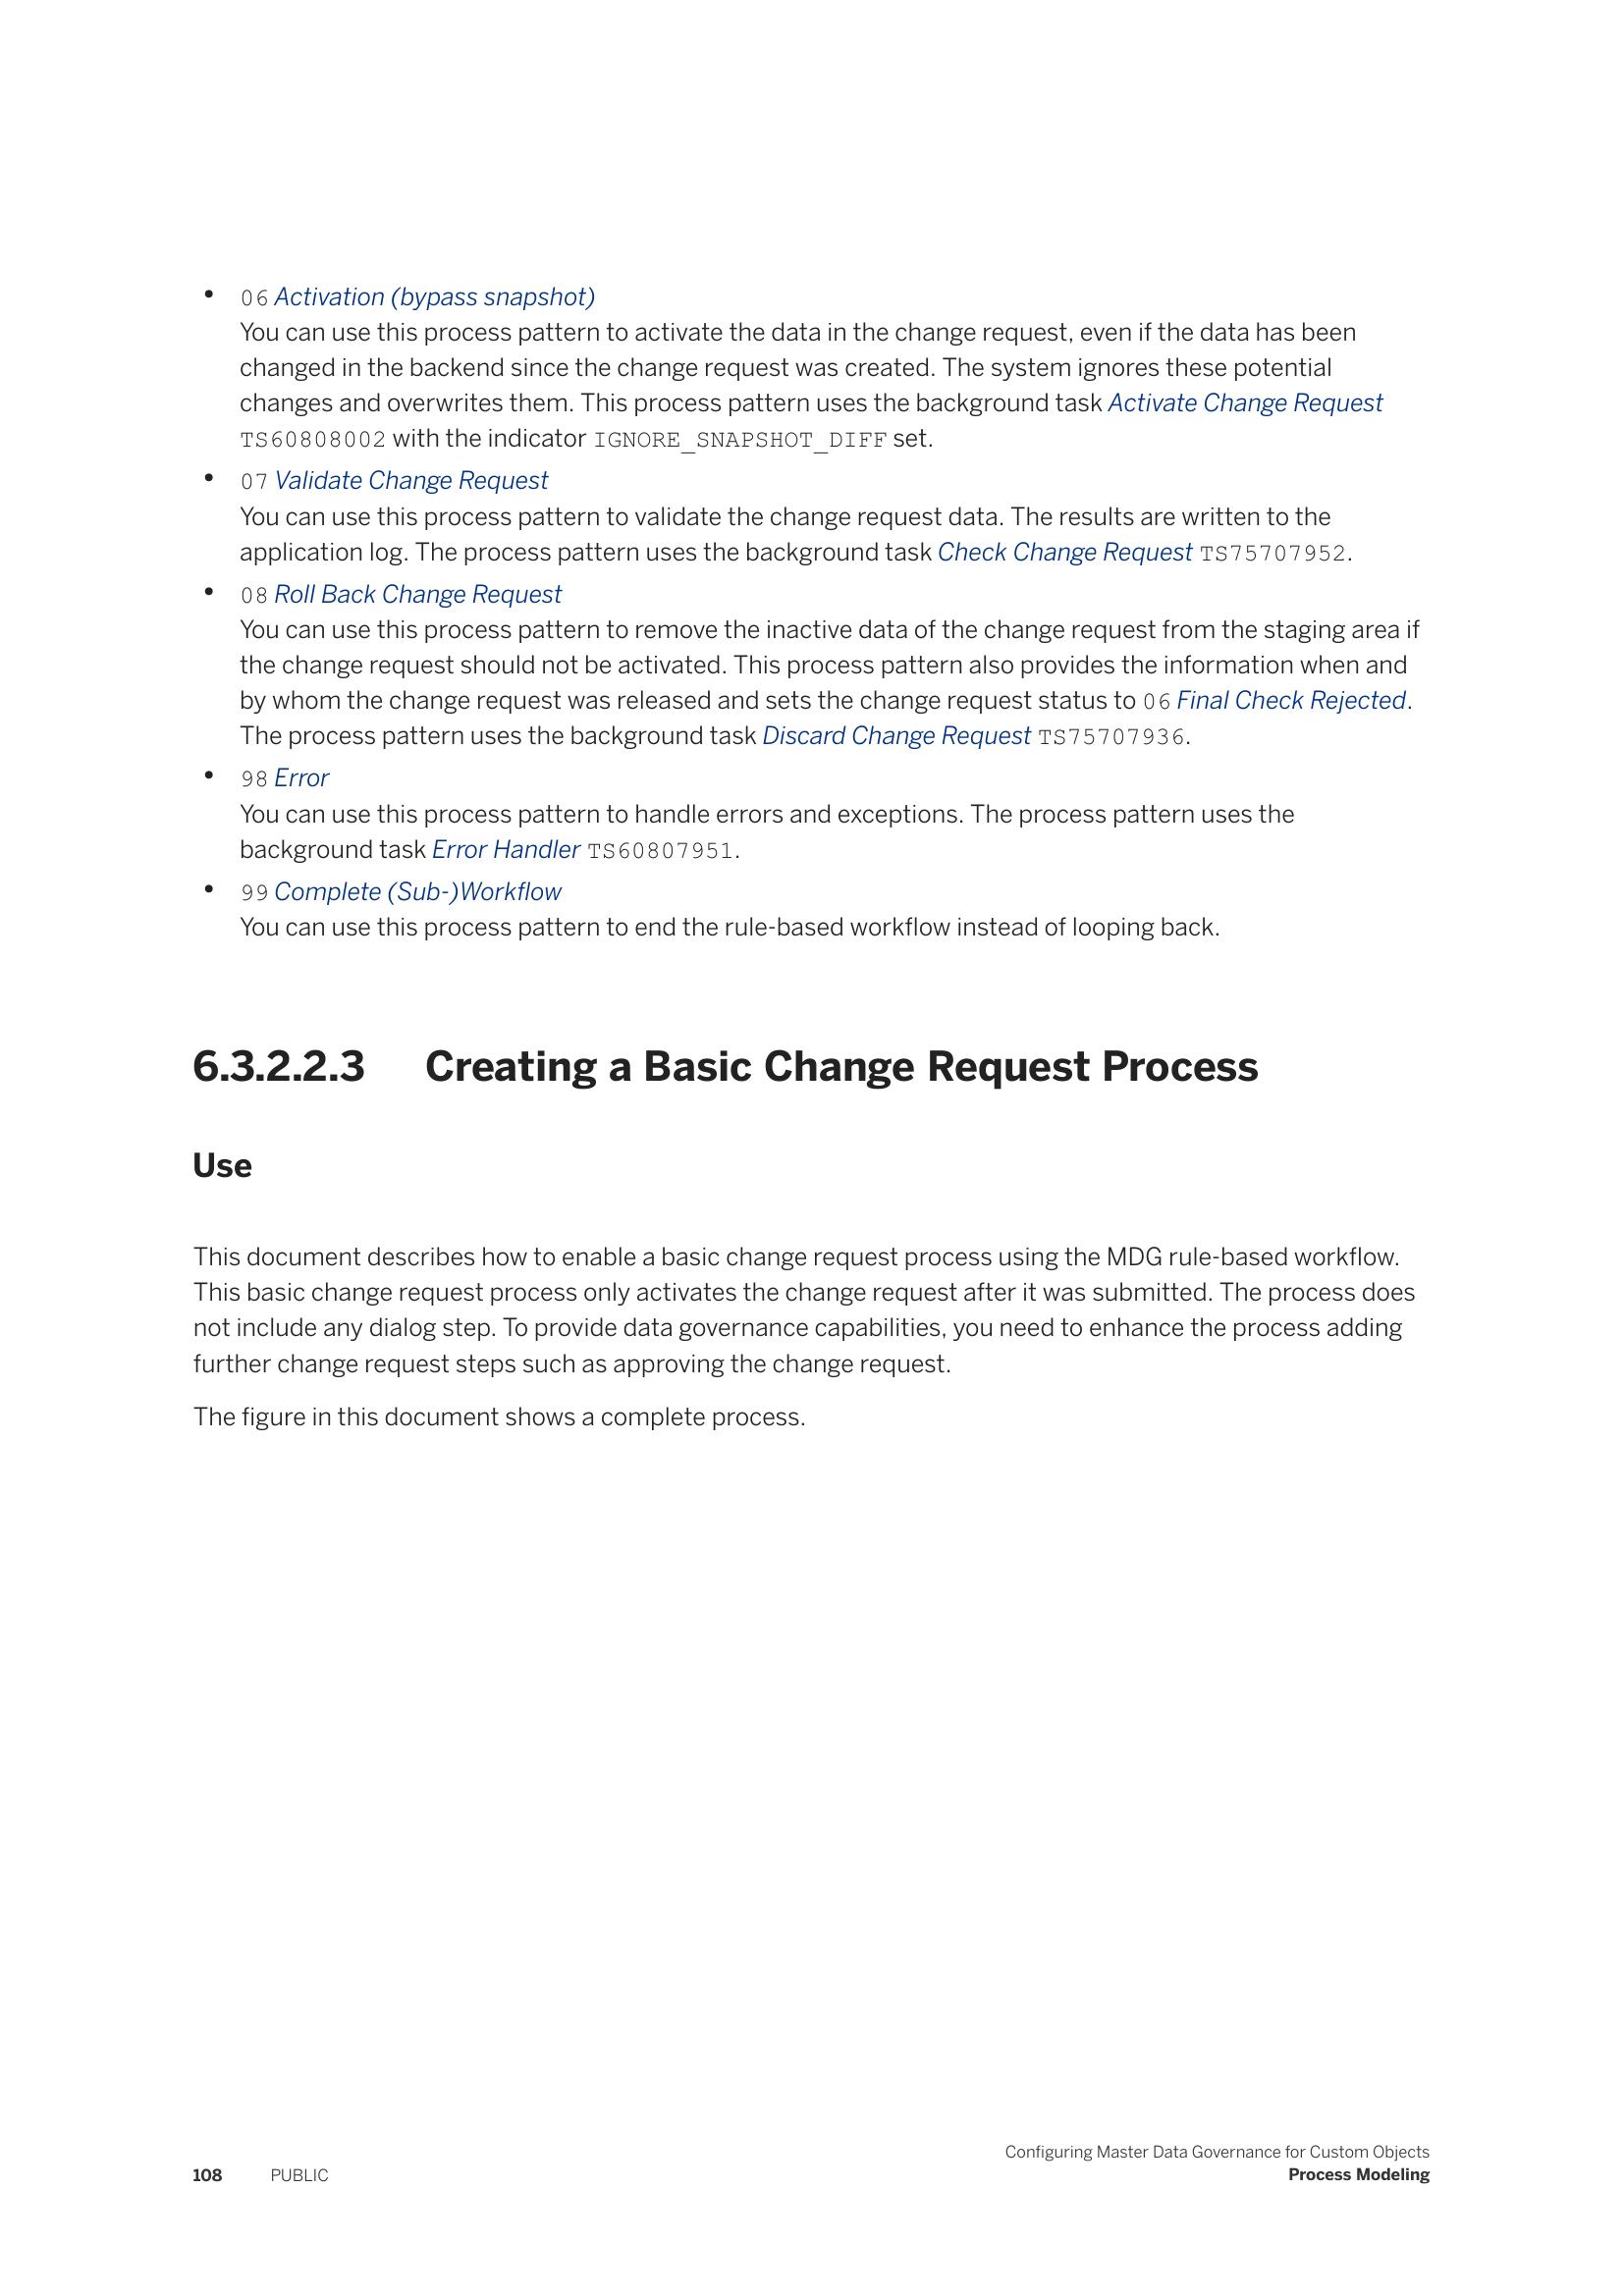 • 06 Activation (bypass snapshot)
You can use this process pattern to activate the data in the change request, even if the data has been
changed in the backend since the change request was created. The system ignores these potential
changes and overwrites them. This process pattern uses the background task Activate Change Request
TS60808002 with the indicator IGNORE_SNAPSHOT_DIFF set.
• 07 Validate Change Request
You can use this process pattern to validate the change request data. The results are written to the
application log. The process pattern uses the background task Check Change Request TS75707952.
• 08 Roll Back Change Request
You can use this process pattern to remove the inactive data of the change request from the staging area if
the change request should not be activated. This process pattern also provides the information when and
by whom the change request was released and sets the change request status to 06 Final Check Rejected.
The process pattern uses the background task Discard Change Request TS75707936.
• 98 Error
You can use this process pattern to handle errors and exceptions. The process pattern uses the
background task Error Handler TS60807951.
• 99 Complete (Sub-)Workflow
You can use this process pattern to end the rule-based workflow instead of looping back.
6.3.2.2.3 Creating a Basic Change Request Process
Use
This document describes how to enable a basic change request process using the MDG rule-based workflow.
This basic change request process only activates the change request after it was submitted. The process does
not include any dialog step. To provide data governance capabilities, you need to enhance the process adding
further change request steps such as approving the change request.
The figure in this document shows a complete process.
Configuring Master Data Governance for Custom Objects
108 PUBLIC Process Modeling